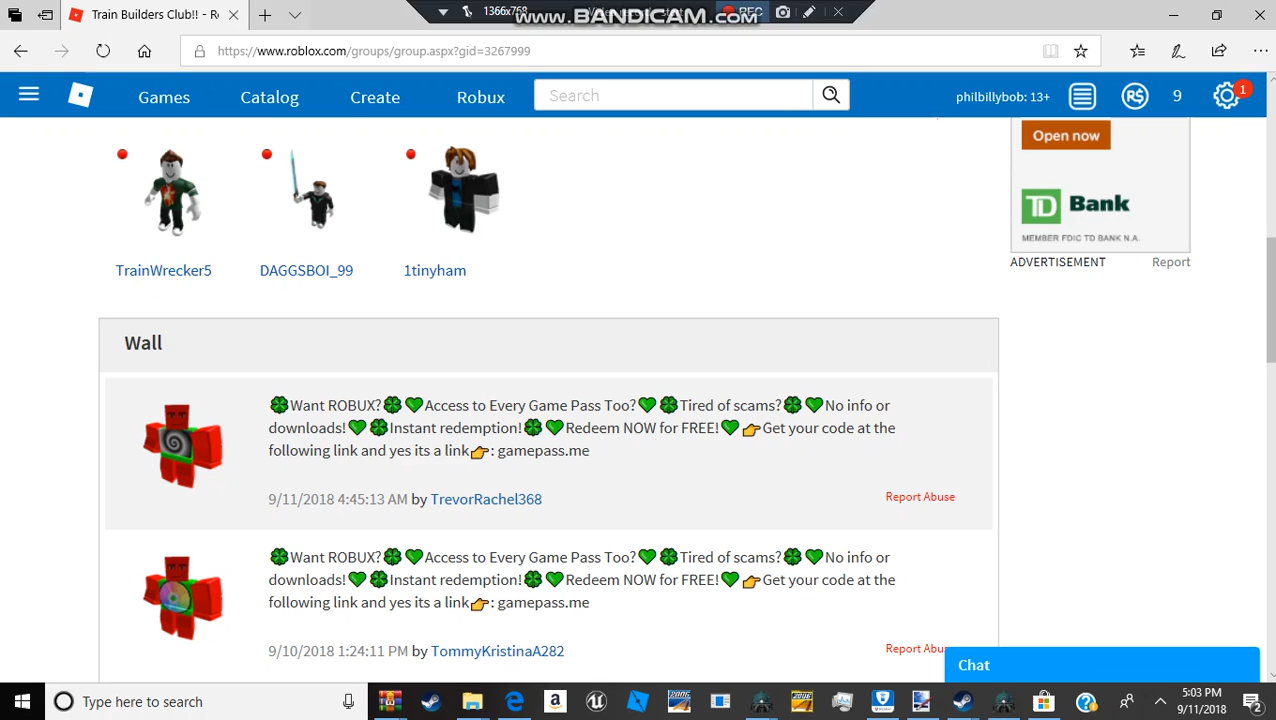 Train Builders Club!! - Ro
1366x768
www.BANDICAM.com
REC
https://www.roblox.com/groups/group.aspx?gid=3267999
Games Catalog Create Robux Search philbillybob: 13+ R$ 9 1
Open now
TD Bank
MEMBER FDIC TD BANK N.A.
ADVERTISEMENT Report
TrainWrecker5 DAGGSBOI_99 1tinyham
Wall
🍀Want ROBUX?🍀💚Access to Every Game Pass Too?💚🍀Tired of scams?🍀💚No info or
downloads!💚🍀Instant redemption!🍀💚Redeem NOW for FREE!💚👉Get your code at the
following link and yes its a link👉: gamepass.me
9/11/2018 4:45:13 AM by TrevorRachel368 Report Abuse
🍀Want ROBUX?🍀💚Access to Every Game Pass Too?💚🍀Tired of scams?🍀💚No info or
downloads!💚🍀Instant redemption!🍀💚Redeem NOW for FREE!💚👉Get your code at the
following link and yes its a link👉: gamepass.me
9/10/2018 1:24:11 PM by TommyKristinaA282 Report Abu
Chat
Type here to search
5:03 PM
9/11/2018
2